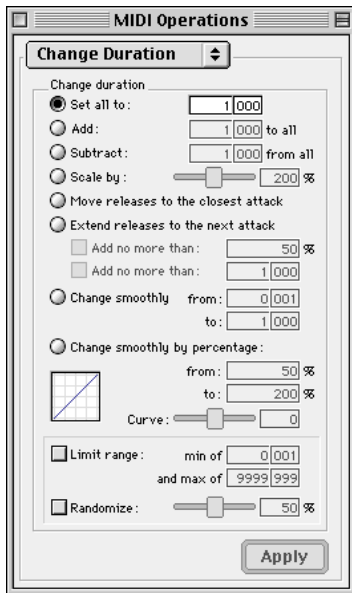 MIDI Operations
Change Duration
Change duration
Set all to: 1 000
Add: 1 000 to all
Subtract: 1 000 from all
Scale by: 200 %
Move releases to the closest attack
Extend releases to the next attack
Add no more than: 50 %
Add no more than: 1 000
Change smoothly from: 0 001
to: 1 000
Change smoothly by percentage:
from: 50 %
to: 200 %
Curve: 0
Limit range: min of 0 001
and max of 9999 999
Randomize: 50 %
Apply